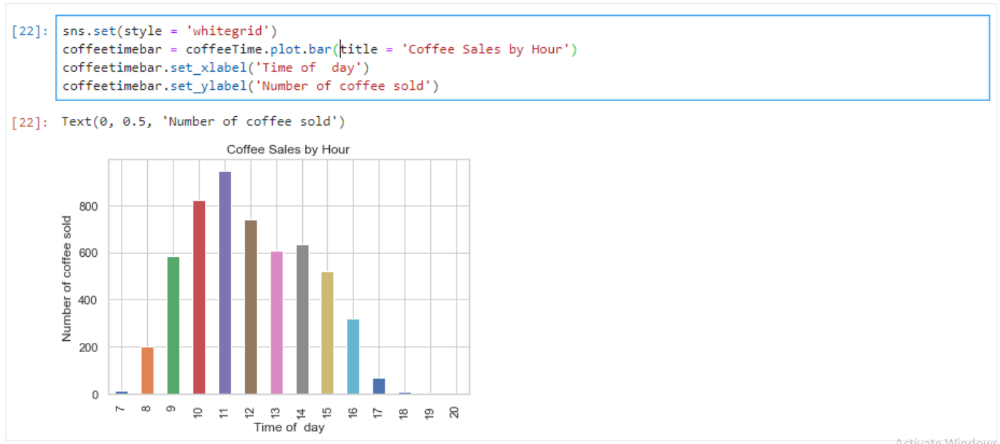 [22]: sns.set(style = 'whitegrid')
coffeetimebar = coffeeTime.plot.bar(title = 'Coffee Sales by Hour')
coffeetimebar.set_xlabel('Time of  day')
coffeetimebar.set_ylabel('Number of coffee sold')
[22]: Text(0, 0.5, 'Number of coffee sold')
Coffee Sales by Hour
Number of coffee sold
800
600
400
200
0
7 8 9 10 11 12 13 14 15 16 17 18 19 20
Time of  day
Activate Windows